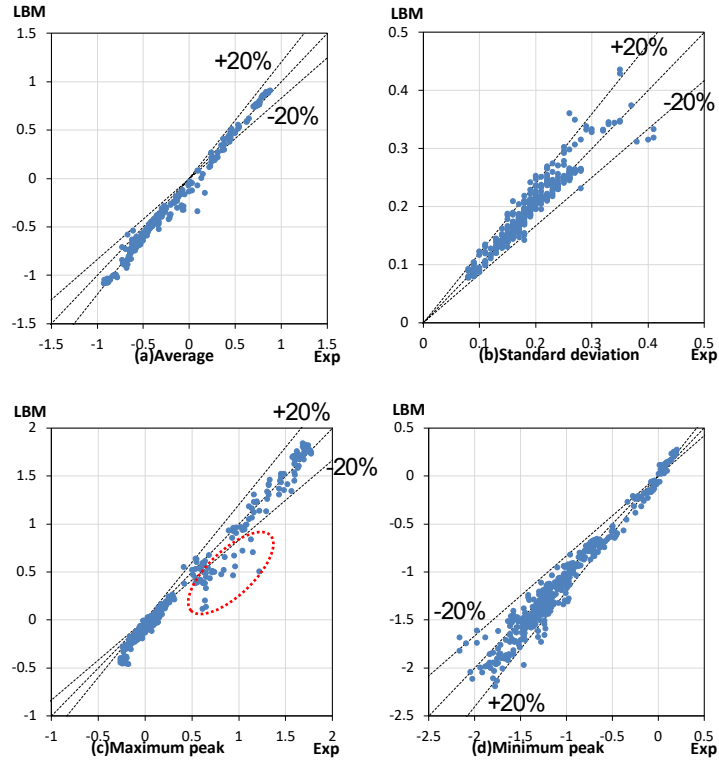 LBM
+20%
-20%
1.5
1
0.5
0
-0.5
-1
-1.5
-1.5 -1 -0.5 0 0.5 1 1.5
(a)Average Exp
+20%
-20%
0.5
0.4
0.3
0.2
0.1
0
0 0.1 0.2 0.3 0.4 0.5
(b)Standard deviation Exp
LBM
+20%
-20%
2
1.5
1
0.5
0
-0.5
-1
-1 -0.5 0 0.5 1 1.5 2
(c)Maximum peak Exp
LBM
0.5
0
-0.5
-1
-1.5
-2
-2.5
-20%
+20%
-2.5 -2 -1.5 -1 -0.5 0 0.5
(d)Minimum peak Exp
LBM